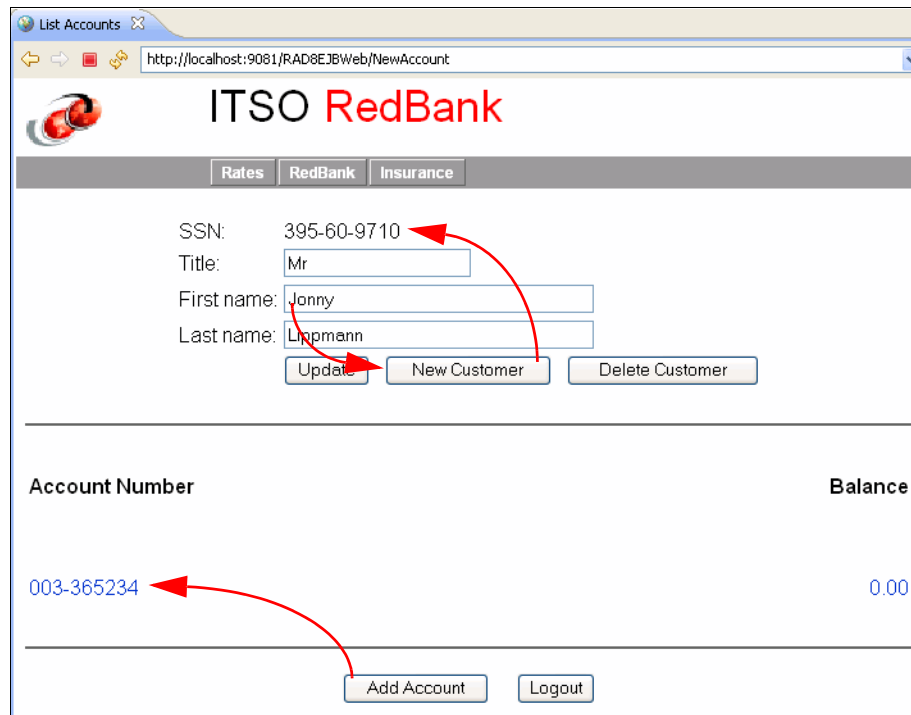 List Accounts
http://localhost:9081/RAD8EJBWeb/NewAccount
ITSO RedBank
Rates RedBank Insurance
SSN: 395-60-9710
Title: Mr
First name: Jonny
Last name: Lippmann
Update New Customer Delete Customer
Account Number Balance
003-365234 0.00
Add Account Logout